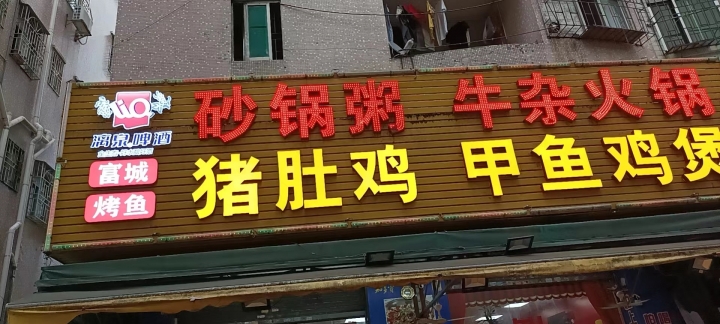 漓泉啤酒
富城
烤鱼
砂锅粥 牛杂火锅
猪肚鸡 甲鱼鸡煲